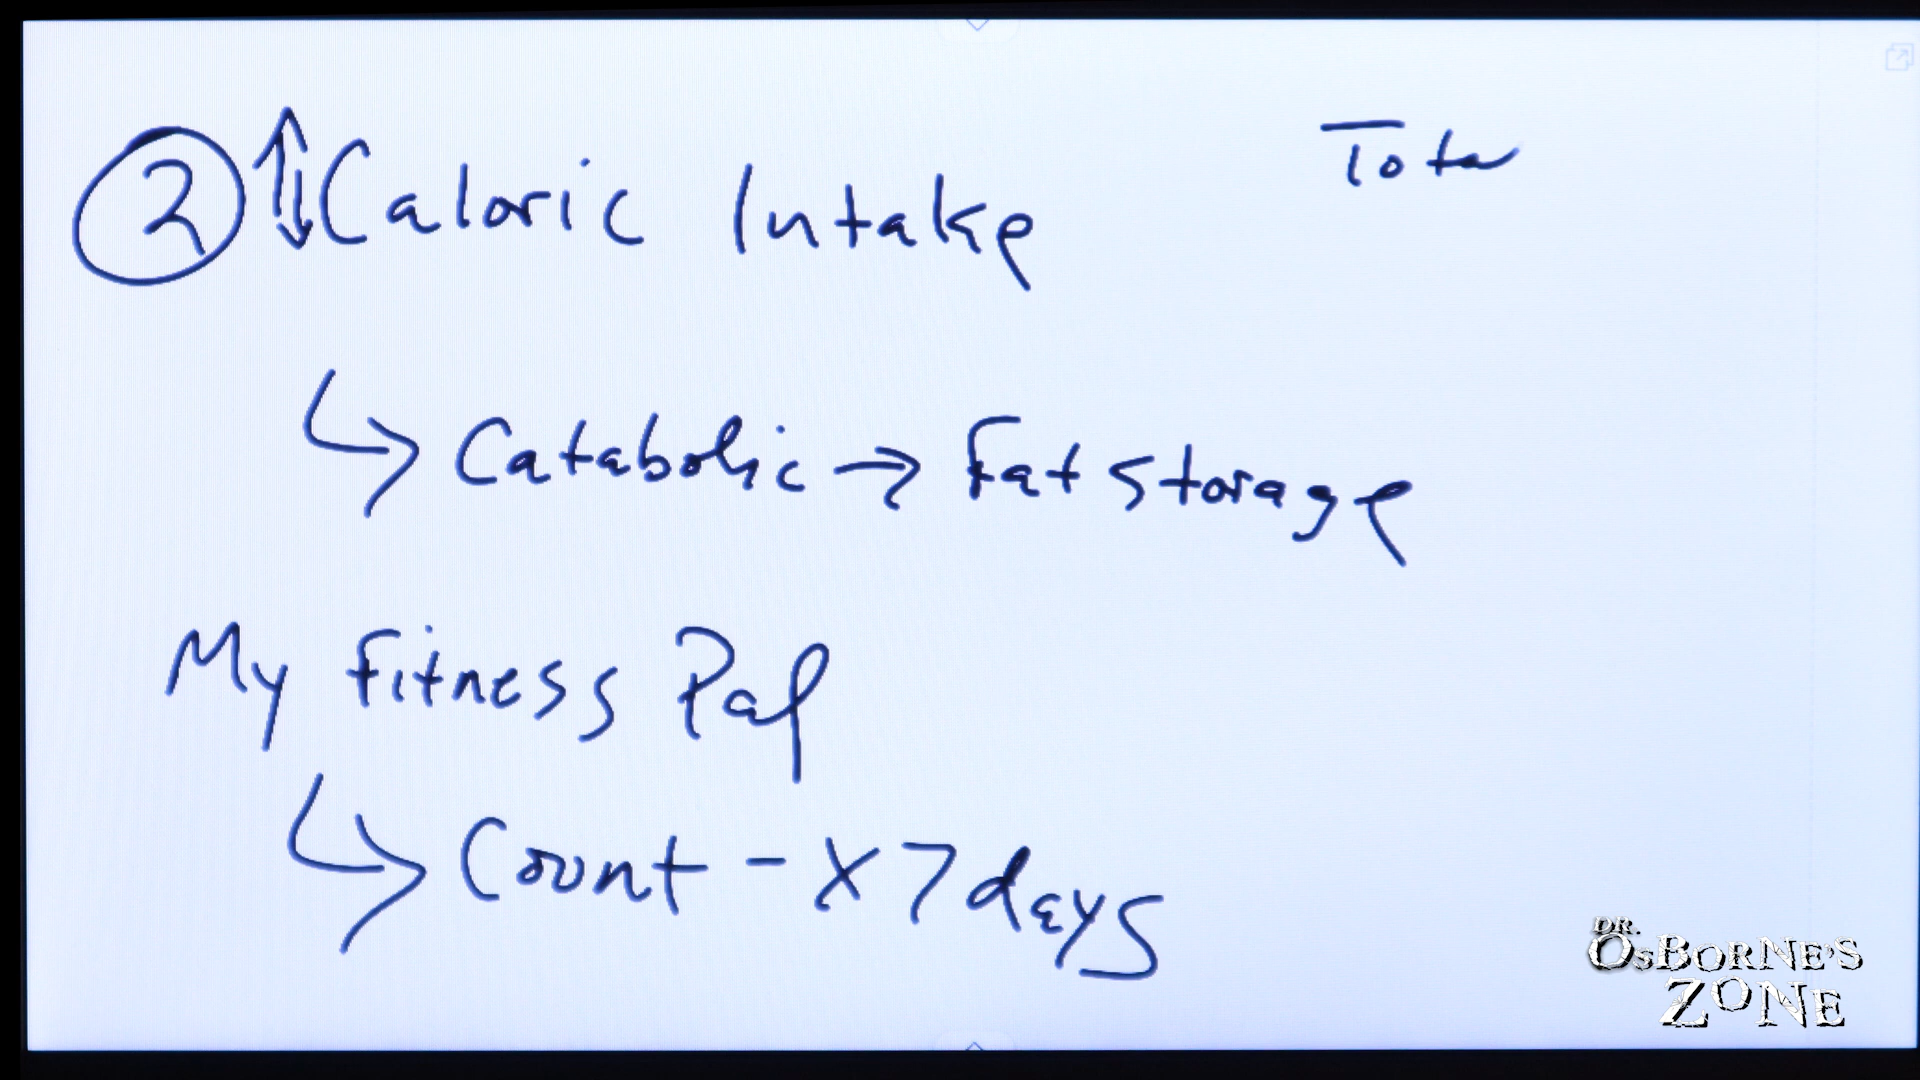 ② ↑↓ Caloric Intake
Tota
↳ Catabolic → Fat Storage
My Fitness Pal
↳ Count - x 7 days
DR.
OSBORNE'S
ZONE